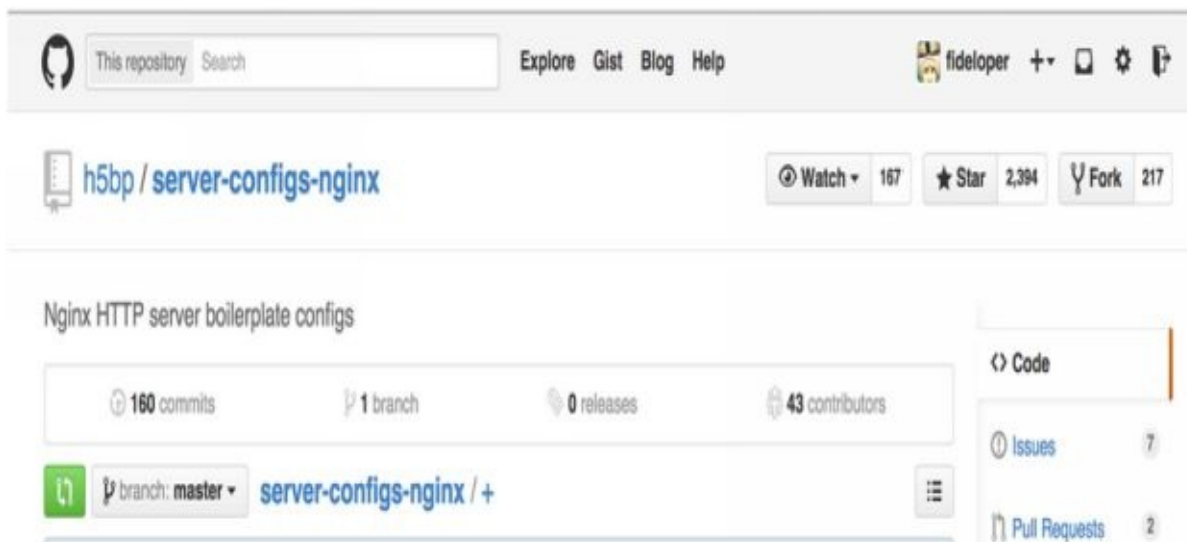 This repository Search Explore Gist Blog Help fideloper
h5bp / server-configs-nginx Watch 167 Star 2,394 Fork 217
Nginx HTTP server boilerplate configs
<> Code
160 commits 1 branch 0 releases 43 contributors
Issues 7
branch: master server-configs-nginx / +
Pull Requests 2